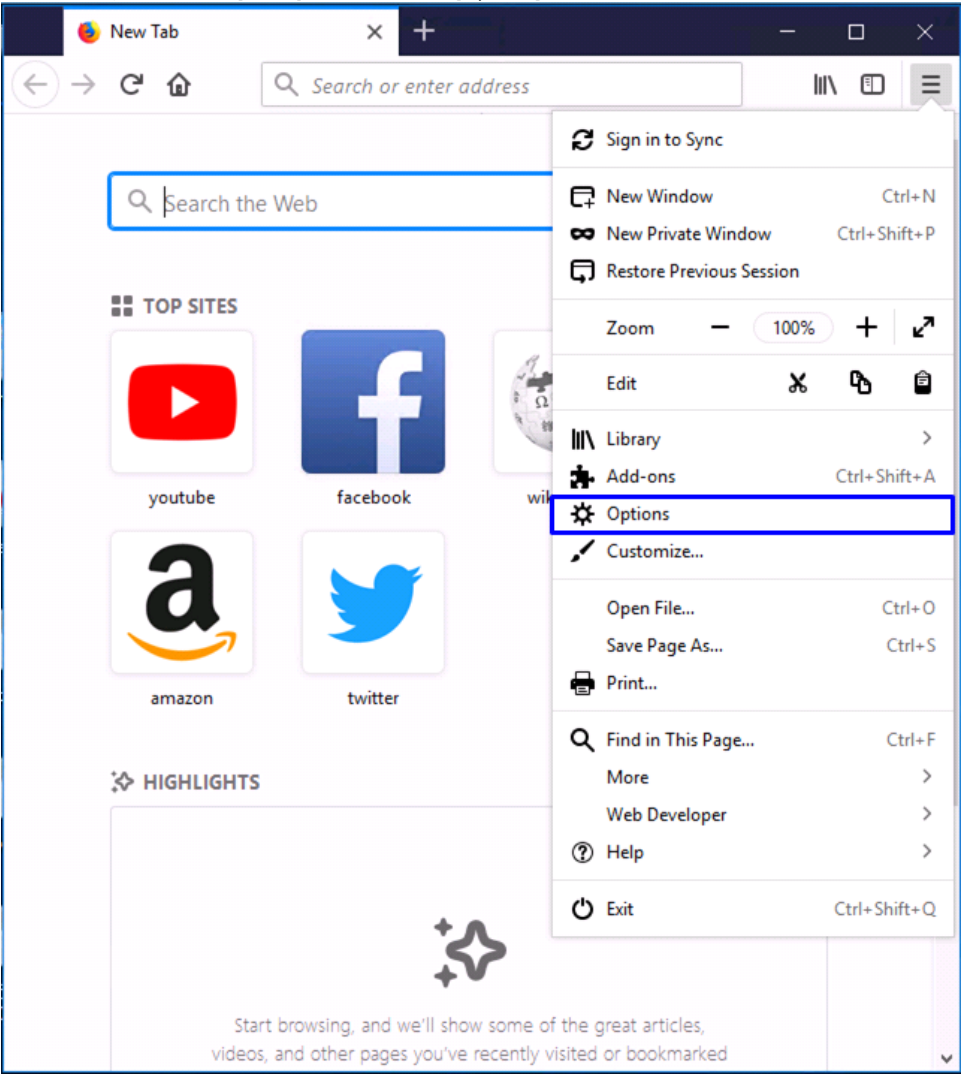 New Tab
Search or enter address
Sign in to Sync
Search the Web
New Window Ctrl+N
New Private Window Ctrl+Shift+P
Restore Previous Session
TOP SITES
Zoom 100%
Edit
Library
Add-ons Ctrl+Shift+A
youtube facebook wik
Options
Customize...
Open File... Ctrl+O
Save Page As... Ctrl+S
Print...
amazon twitter
Find in This Page... Ctrl+F
More
HIGHLIGHTS
Web Developer
Help
Exit Ctrl+Shift+Q
Start browsing, and we'll show some of the great articles,
videos, and other pages you've recently visited or bookmarked